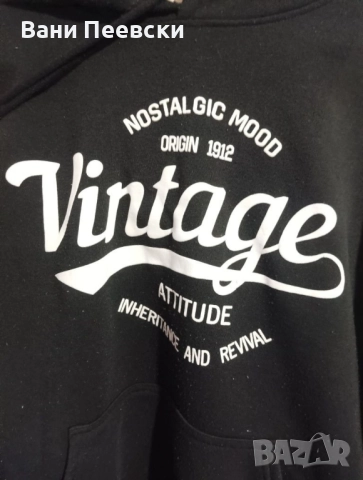 Вани Пеевски
NOSTALGIC MOOD
ORIGIN 1912
Vintage
ATTITUDE
INHERITANCE AND REVIVAL
BAZAR